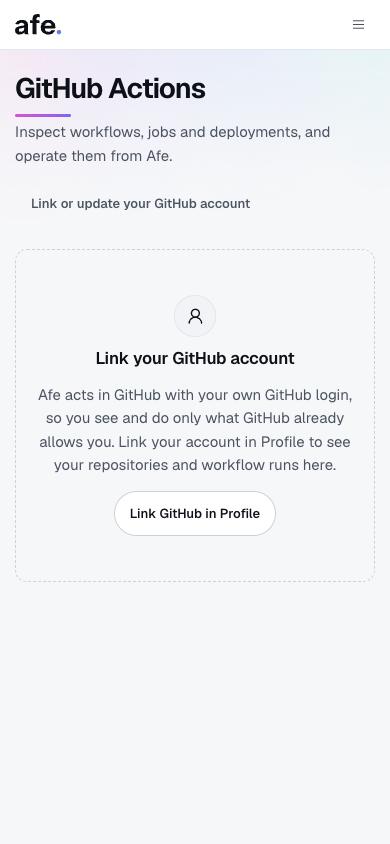 afe.
GitHub Actions
Inspect workflows, jobs and deployments, and
operate them from Afe.
Link or update your GitHub account
Link your GitHub account
Afe acts in GitHub with your own GitHub login,
so you see and do only what GitHub already
allows you. Link your account in Profile to see
your repositories and workflow runs here.
Link GitHub in Profile